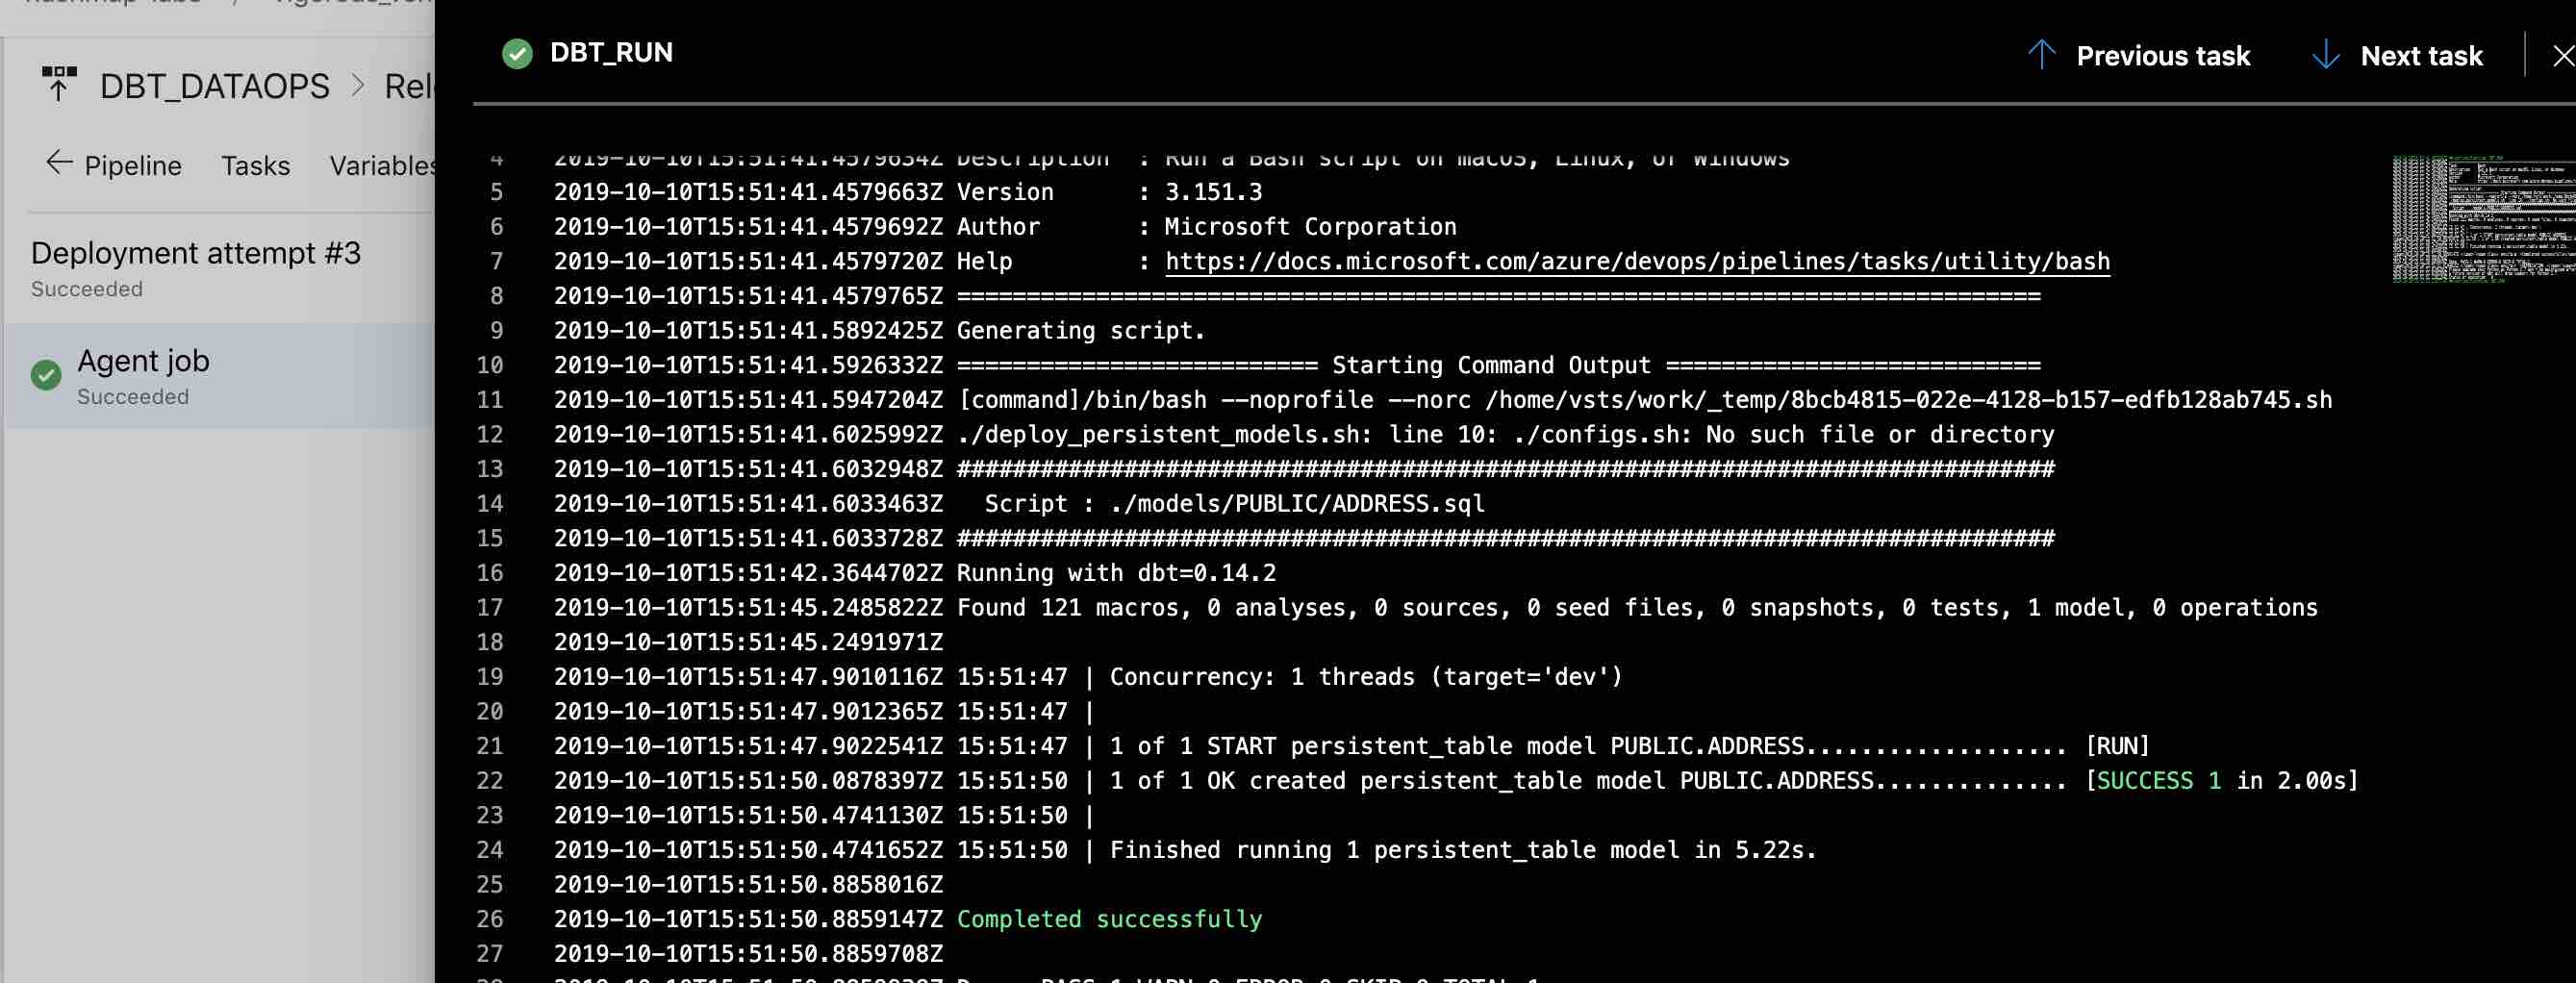 DBT_DATAOPS > Rel
← Pipeline Tasks Variables
Deployment attempt #3
Succeeded
Agent job
Succeeded
DBT_RUN
↑ Previous task ↓ Next task
4 2019-10-10T15:51:41.4579634Z Description : Run a Bash script on macOS, Linux, or Windows
5 2019-10-10T15:51:41.4579663Z Version : 3.151.3
6 2019-10-10T15:51:41.4579692Z Author : Microsoft Corporation
7 2019-10-10T15:51:41.4579720Z Help : https://docs.microsoft.com/azure/devops/pipelines/tasks/utility/bash
8 2019-10-10T15:51:41.4579765Z ==============================================================================
9 2019-10-10T15:51:41.5892425Z Generating script.
10 2019-10-10T15:51:41.5926332Z ========================== Starting Command Output ===========================
11 2019-10-10T15:51:41.5947204Z [command]/bin/bash --noprofile --norc /home/vsts/work/_temp/8bcb4815-022e-4128-b157-edfb128ab745.sh
12 2019-10-10T15:51:41.6025992Z ./deploy_persistent_models.sh: line 10: ./configs.sh: No such file or directory
13 2019-10-10T15:51:41.6032948Z ###############################################################################
14 2019-10-10T15:51:41.6033463Z Script : ./models/PUBLIC/ADDRESS.sql
15 2019-10-10T15:51:41.6033728Z ###############################################################################
16 2019-10-10T15:51:42.3644702Z Running with dbt=0.14.2
17 2019-10-10T15:51:45.2485822Z Found 121 macros, 0 analyses, 0 sources, 0 seed files, 0 snapshots, 0 tests, 1 model, 0 operations
18 2019-10-10T15:51:45.2491971Z
19 2019-10-10T15:51:47.9010116Z 15:51:47 | Concurrency: 1 threads (target='dev')
20 2019-10-10T15:51:47.9012365Z 15:51:47 |
21 2019-10-10T15:51:47.9022541Z 15:51:47 | 1 of 1 START persistent_table model PUBLIC.ADDRESS................... [RUN]
22 2019-10-10T15:51:50.0878397Z 15:51:50 | 1 of 1 OK created persistent_table model PUBLIC.ADDRESS.............. [SUCCESS 1 in 2.00s]
23 2019-10-10T15:51:50.4741130Z 15:51:50 |
24 2019-10-10T15:51:50.4741652Z 15:51:50 | Finished running 1 persistent_table model in 5.22s.
25 2019-10-10T15:51:50.8858016Z
26 2019-10-10T15:51:50.8859147Z Completed successfully
27 2019-10-10T15:51:50.8859708Z